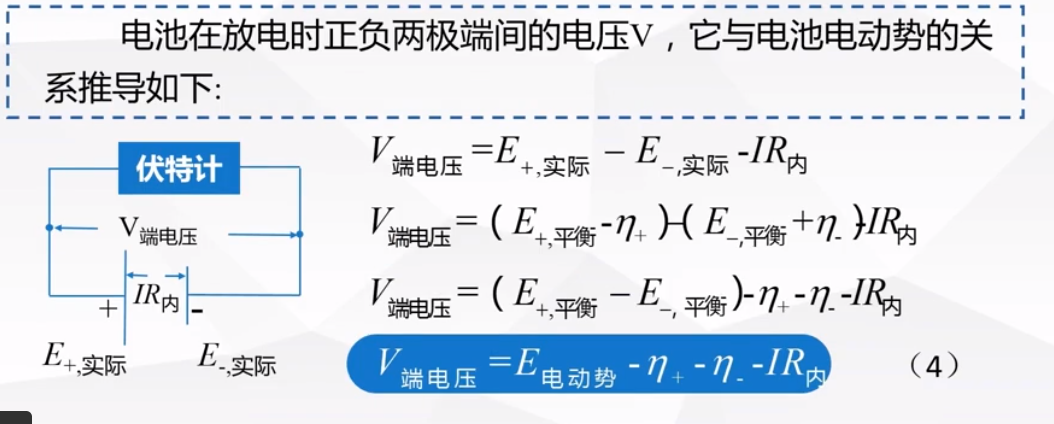 电池在放电时正负两极端间的电压V，它与电池电动势的关
系推导如下:
伏特计
V端电压
IR内
+ -
E+,实际 E-,实际
V端电压=E+,实际 – E–,实际 -IR内
V端电压=（E+,平衡-η+）-（E–,平衡+η-）-IR内
V端电压=（E+,平衡 – E–, 平衡)-η+-η--IR内
V端电压 =E电动势 -η+ -η- -IR内 （4）